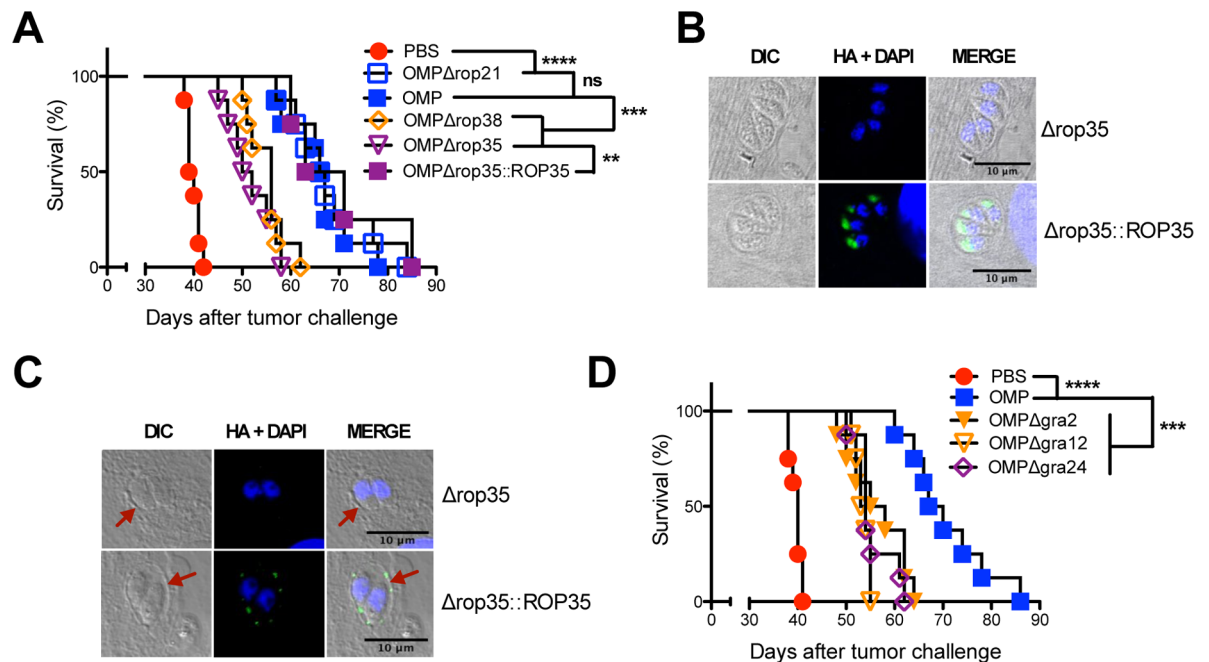 A
PBS
OMPΔrop21
OMP
OMPΔrop38
OMPΔrop35
OMPΔrop35::ROP35
****
ns
***
**
Survival (%)
100
50
0
0 30 40 50 60 70 80 90
Days after tumor challenge
B
DIC HA + DAPI MERGE
Δrop35
10 µm
Δrop35::ROP35
10 µm
C
DIC HA + DAPI MERGE
Δrop35
10 µm
Δrop35::ROP35
10 µm
D
PBS
OMP
OMPΔgra2
OMPΔgra12
OMPΔgra24
****
***
Survival (%)
100
50
0
0 30 40 50 60 70 80 90
Days after tumor challenge